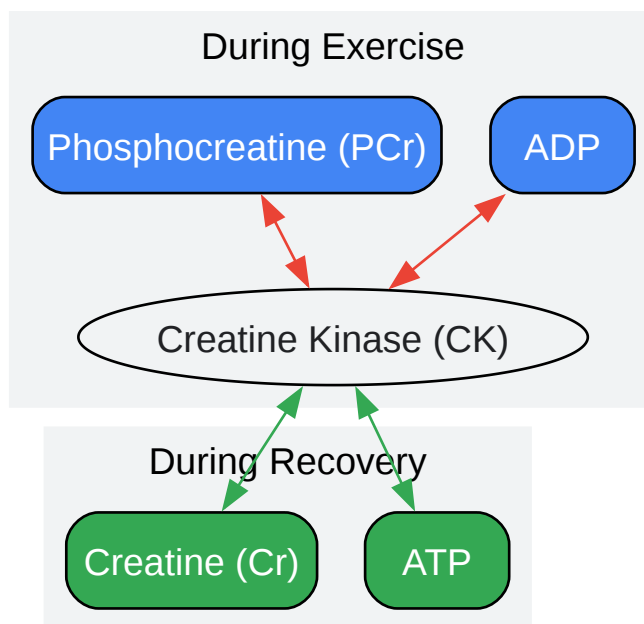 During Exercise
Phosphocreatine (PCr)
ADP
Creatine Kinase (CK)
During Recovery
Creatine (Cr)
ATP